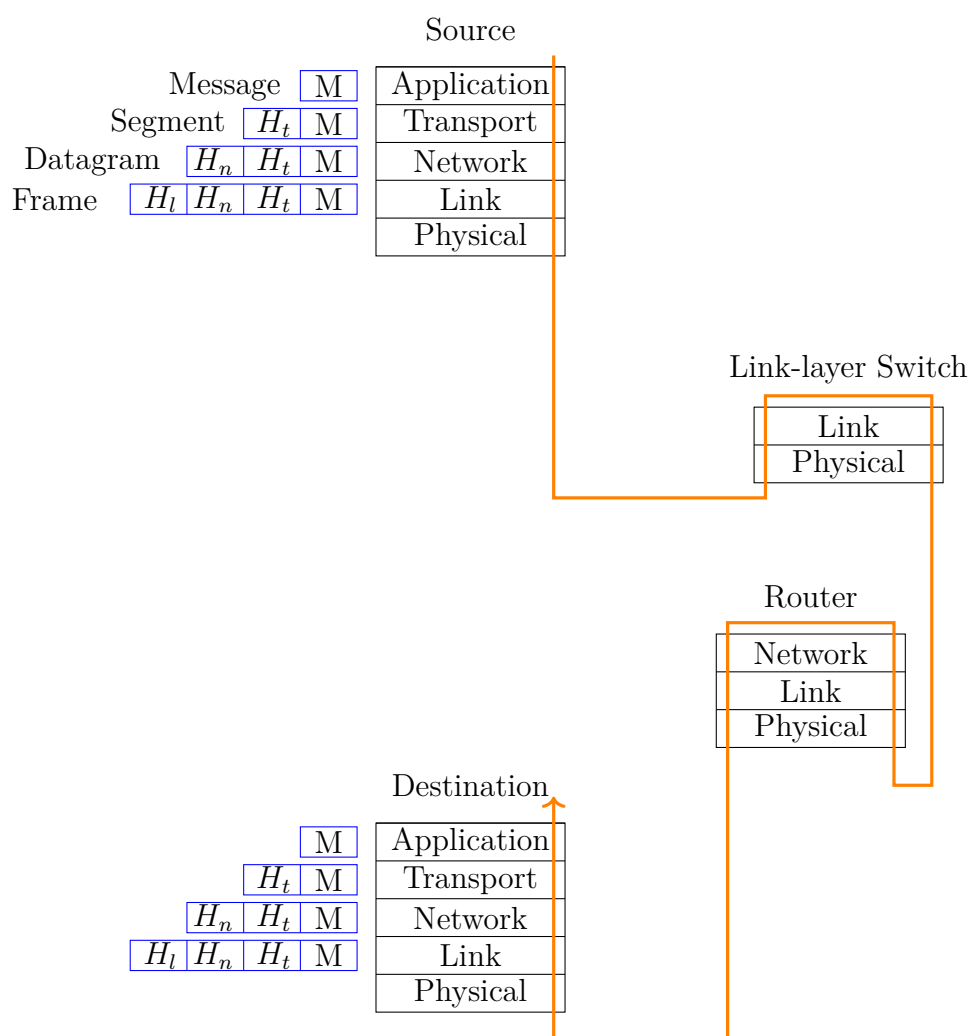 Source
Message M Application
Segment H_t M Transport
Datagram H_n H_t M Network
Frame H_l H_n H_t M Link
Physical
Link-layer Switch
Link
Physical
Router
Network
Link
Physical
Destination
M Application
H_t M Transport
H_n H_t M Network
H_l H_n H_t M Link
Physical